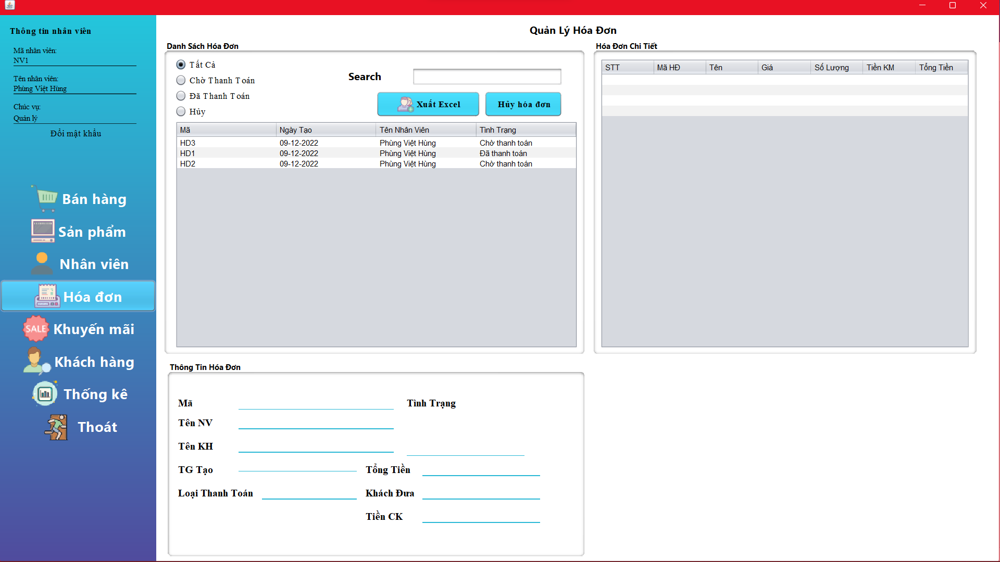 Thông tin nhân viên
Mã nhân viên:
NV1
Tên nhân viên:
Phùng Việt Hùng
Chúc vụ:
Quản lý
Đổi mật khẩu
Bán hàng
Sản phẩm
Nhân viên
Hóa đơn
SALE Khuyến mãi
Khách hàng
Thống kê
Thoát
Quản Lý Hóa Đơn
Danh Sách Hóa Đơn
Tất Cả
Chờ Thanh Toán
Đã Thanh Toán
Hủy
Search
Xuất Excel Hủy hóa đơn
Mã Ngày Tạo Tên Nhân Viên Tình Trạng
HD3 09-12-2022 Phùng Việt Hùng Chờ thanh toán
HD1 09-12-2022 Phùng Việt Hùng Đã thanh toán
HD2 09-12-2022 Phùng Việt Hùng Chờ thanh toán
Hóa Đơn Chi Tiết
STT Mã HĐ Tên Giá Số Lượng Tiền KM Tổng Tiền
Thông Tin Hóa Đơn
Mã Tình Trạng
Tên NV
Tên KH
TG Tạo Tổng Tiền
Loại Thanh Toán Khách Đưa
Tiền CK